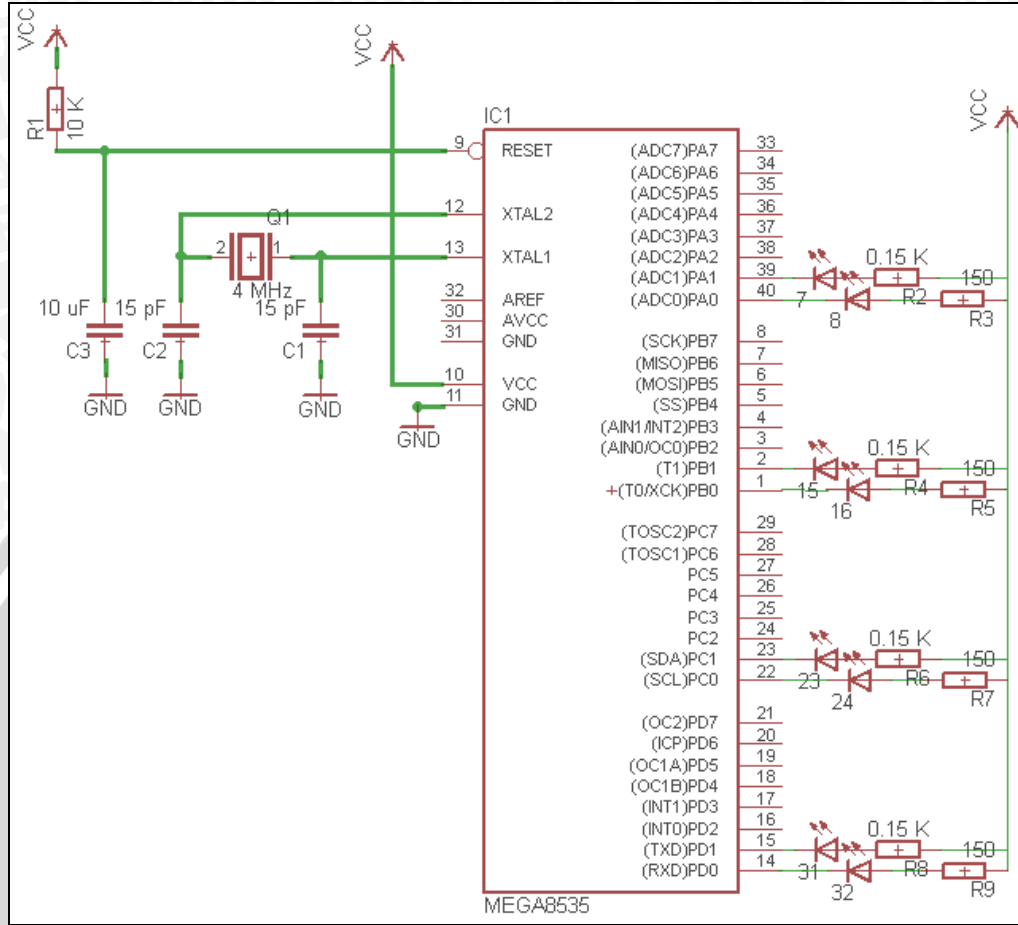 VCC
R1
10 K
VCC
VCC
IC1
MEGA8535
9 RESET
12 XTAL2
13 XTAL1
32 AREF
30 AVCC
31 GND
10 VCC
11 GND
Q1
2
1
4 MHz
10 uF
C3
15 pF
C2
15 pF
C1
GND
GND
GND
GND
(ADC7)PA7 33
(ADC6)PA6 34
(ADC5)PA5 35
(ADC4)PA4 36
(ADC3)PA3 37
(ADC2)PA2 38
(ADC1)PA1 39
(ADC0)PA0 40
7
8
0.15 K
R2
150
R3
(SCK)PB7 8
(MISO)PB6 7
(MOSI)PB5 6
(SS)PB4 5
(AIN1/INT2)PB3 4
(AIN0/OC0)PB2 3
(T1)PB1 2
+(T0/XCK)PB0 1
15
16
0.15 K
R4
150
R5
(TOSC2)PC7 29
(TOSC1)PC6 28
PC5 27
PC4 26
PC3 25
PC2 24
(SDA)PC1 23
(SCL)PC0 22
23
24
0.15 K
R6
150
R7
(OC2)PD7 21
(ICP)PD6 20
(OC1A)PD5 19
(OC1B)PD4 18
(INT1)PD3 17
(INT0)PD2 16
(TXD)PD1 15
(RXD)PD0 14
31
32
0.15 K
R8
150
R9